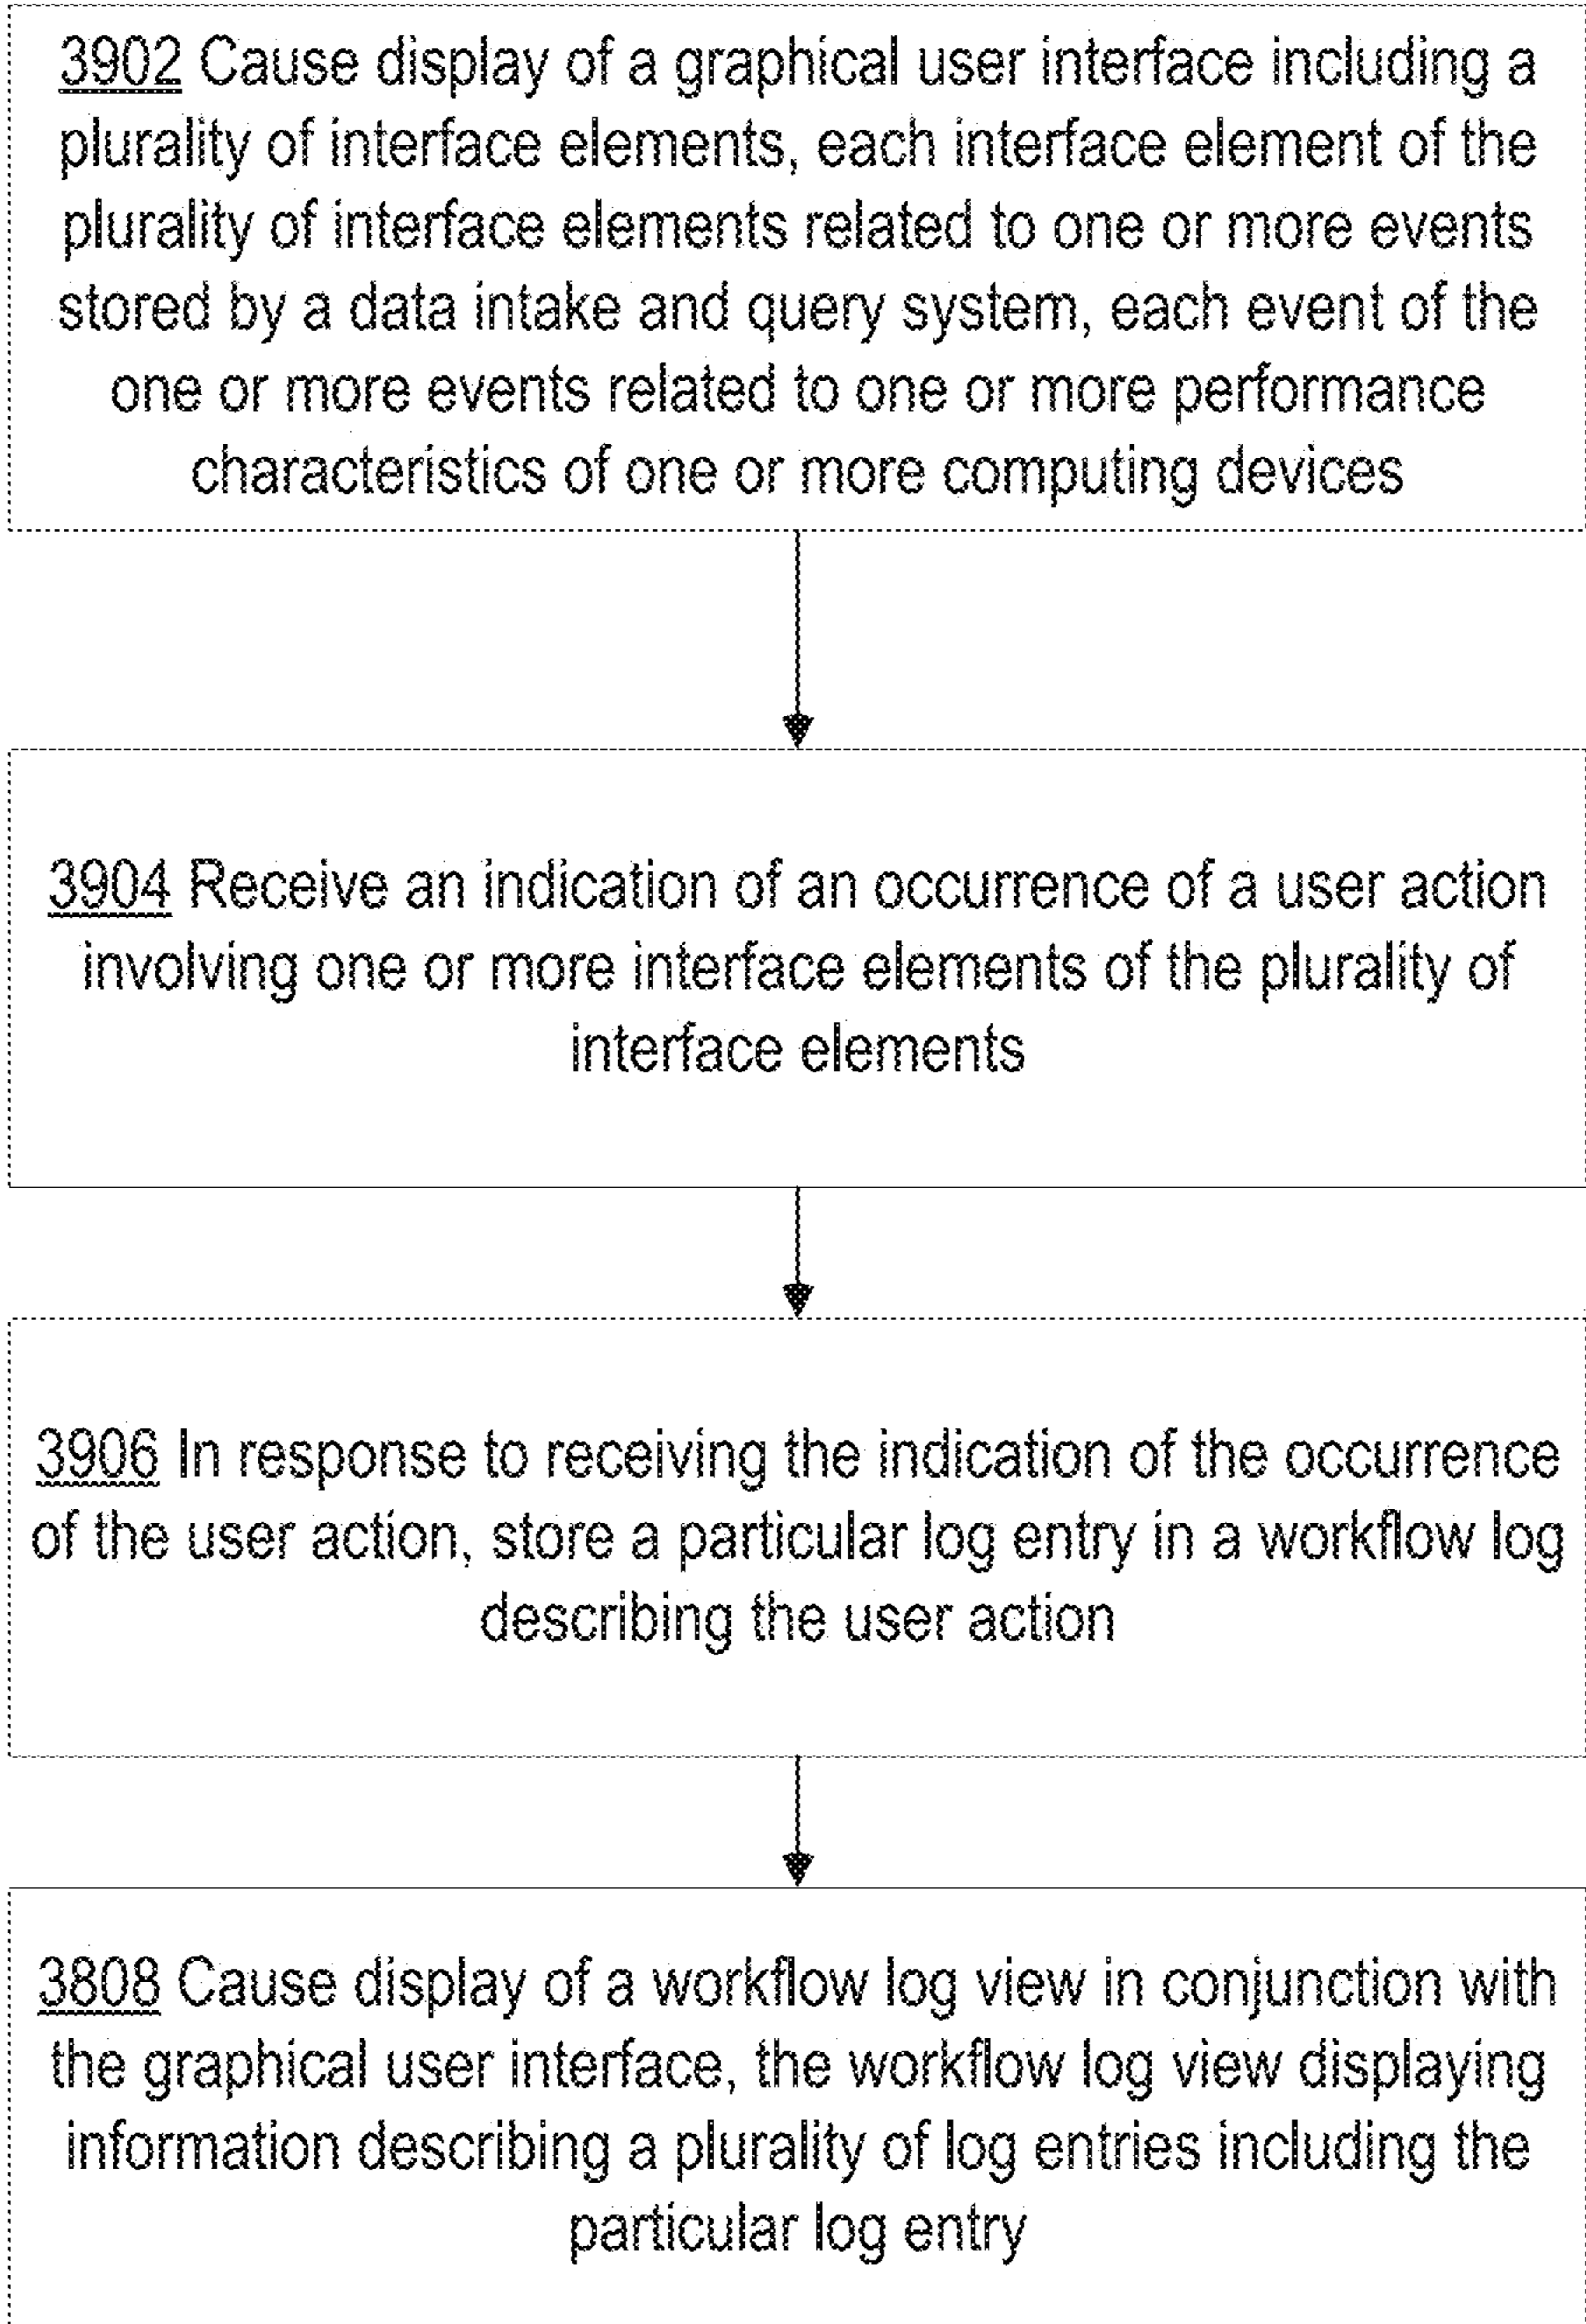 3902 Cause display of a graphical user interface including a
plurality of interface elements, each interface element of the
plurality of interface elements related to one or more events
stored by a data intake and query system, each event of the
one or more events related to one or more performance
characteristics of one or more computing devices
3904 Receive an indication of an occurrence of a user action
involving one or more interface elements of the plurality of
interface elements
3906 In response to receiving the indication of the occurrence
of the user action, store a particular log entry in a workflow log
describing the user action
3808 Cause display of a workflow log view in conjunction with
the graphical user interface, the workflow log view displaying
information describing a plurality of log entries including the
particular log entry